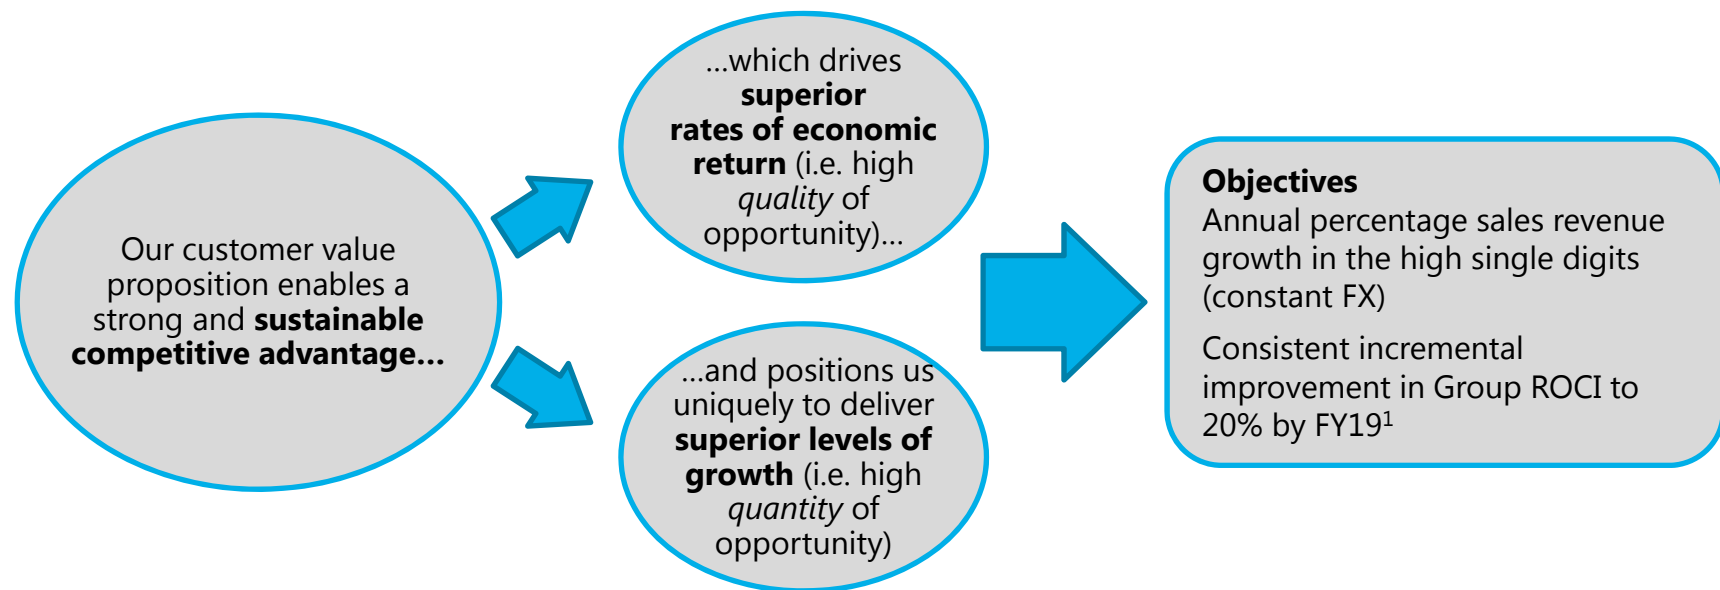 Our customer value
proposition enables a
strong and sustainable
competitive advantage…
…which drives
superior
rates of economic
return (i.e. high
quality of
opportunity)…
…and positions us
uniquely to deliver
superior levels of
growth (i.e. high
quantity of
opportunity)
Objectives
Annual percentage sales revenue
growth in the high single digits
(constant FX)
Consistent incremental
improvement in Group ROCI to
20% by FY19¹